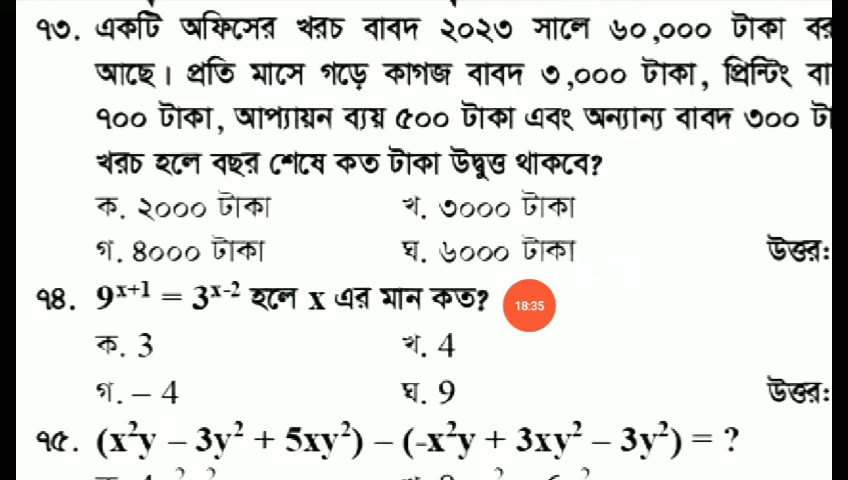 ৭৩. একটি অফিসের খরচ বাবদ ২০২৩ সালে ৬০,০০০ টাকা
আছে। প্রতি মাসে গড়ে কাগজ বাবদ ৩,০০০ টাকা, প্রিন্টিং বা
৭০০ টাকা, আপ্যায়ন ব্যয় ৫০০ টাকা এবং অন্যান্য বাবদ ৩০০ টা
খরচ হলে বছর শেষে কত টাকা উদ্বৃত্ত থাকবে?
ক. ২০০০ টাকা খ. ৩০০০ টাকা
গ. ৪০০০ টাকা ঘ. ৬০০০ টাকা উত্তর:
৭৪. 9ˣ⁺¹ = 3ˣ⁻² হলে x এর মান কত? 18:35
ক. 3 খ. 4
গ. – 4 ঘ. 9 উত্তর:
৭৫. (x²y – 3y² + 5xy²) – (-x²y + 3xy² – 3y²) = ?